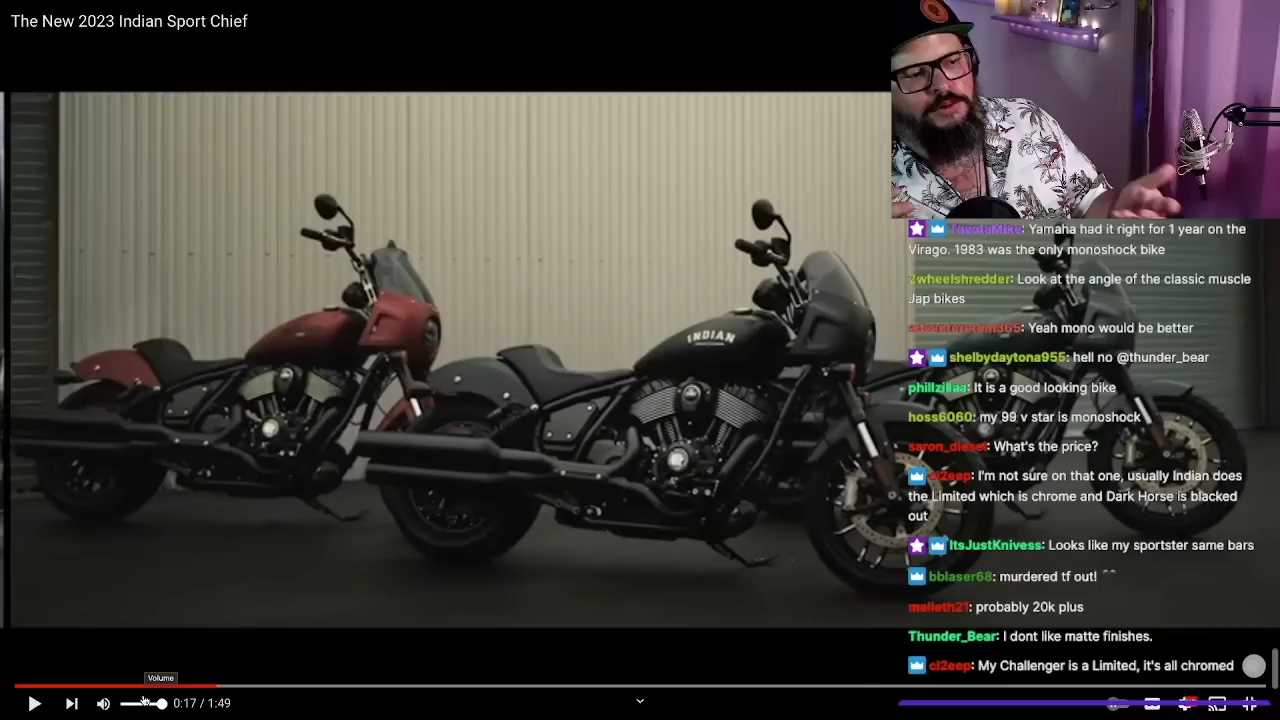 The New 2023 Indian Sport Chief
INDIAN
ToyotaMike: Yamaha had it right for 1 year on the
Virago. 1983 was the only monoshock bike
2wheelshredder: Look at the angle of the classic muscle
Jap bikes
Yeah mono would be better
shelbydaytona955: hell no @thunder_bear
phillzillaa: It is a good looking bike
hoss6060: my 99 v star is monoshock
saron_diesel: What's the price?
cl2eep: I'm not sure on that one, usually Indian does
the Limited which is chrome and Dark Horse is blacked
out
ItsJustKnivess: Looks like my sportster same bars
bblaser68: murdered tf out! ^^
malleth21: probably 20k plus
Thunder_Bear: I dont like matte finishes.
cl2eep: My Challenger is a Limited, it's all chromed
Volume
0:17 / 1:49